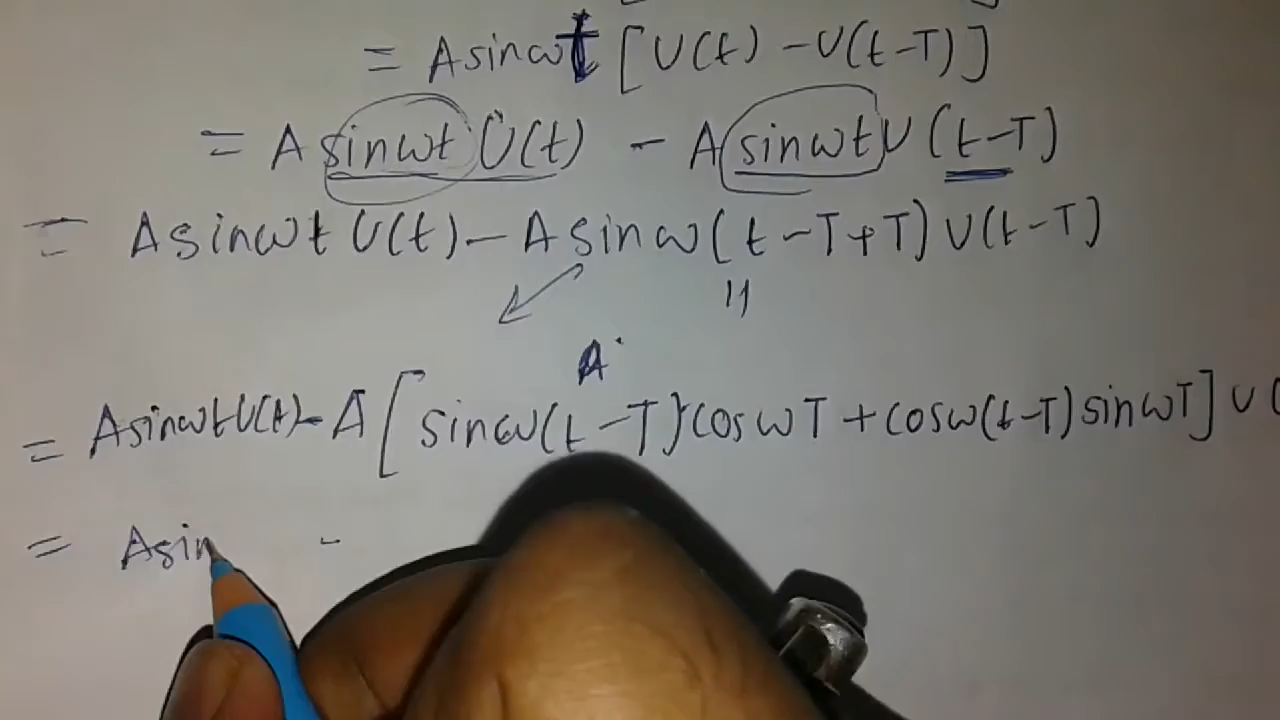 = A sinωt [U(t) - U(t-T)]
= A sinωt U(t) - A sinωt U(t-T)
= A sinωt U(t) - A sinω(t-T+T) U(t-T)
A
= A sinωt U(t) - A [sinω(t-T) cosωT + cosω(t-T) sinωT] U(
= Asin -